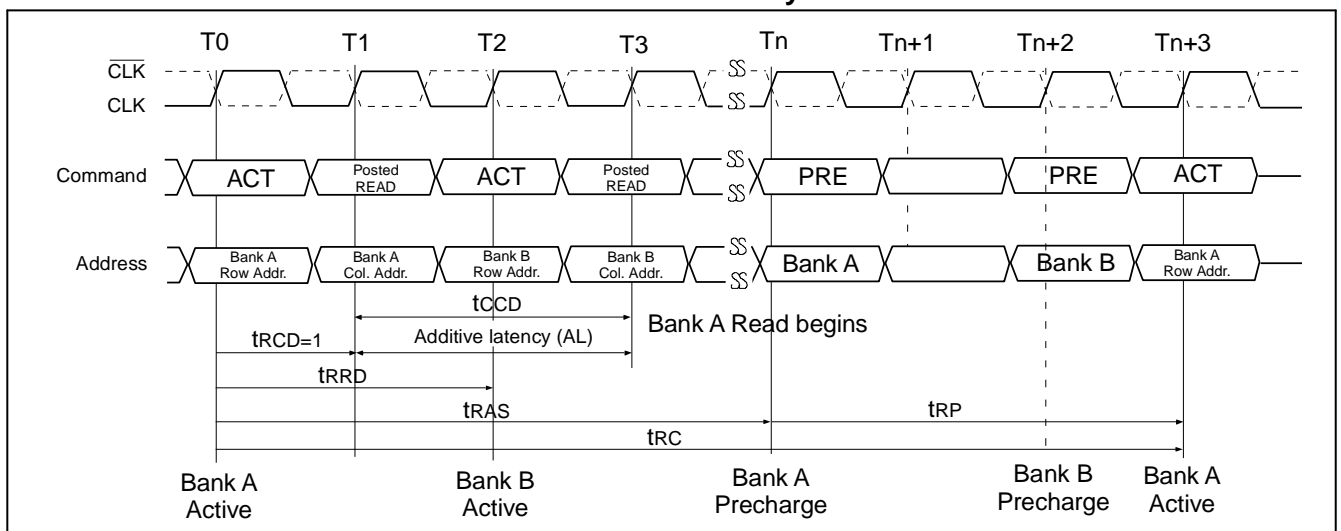 T0 T1 T2 T3 Tn Tn+1 Tn+2 Tn+3
CLK
CLK
Command ACT Posted READ ACT Posted READ PRE PRE ACT
Address Bank A Row Addr. Bank A Col. Addr. Bank B Row Addr. Bank B Col. Addr. Bank A Bank B Bank A Row Addr.
tCCD
Bank A Read begins
tRCD=1 Additive latency (AL)
tRRD
tRAS tRP
tRC
Bank A Active Bank B Active Bank A Precharge Bank B Precharge Bank A Active